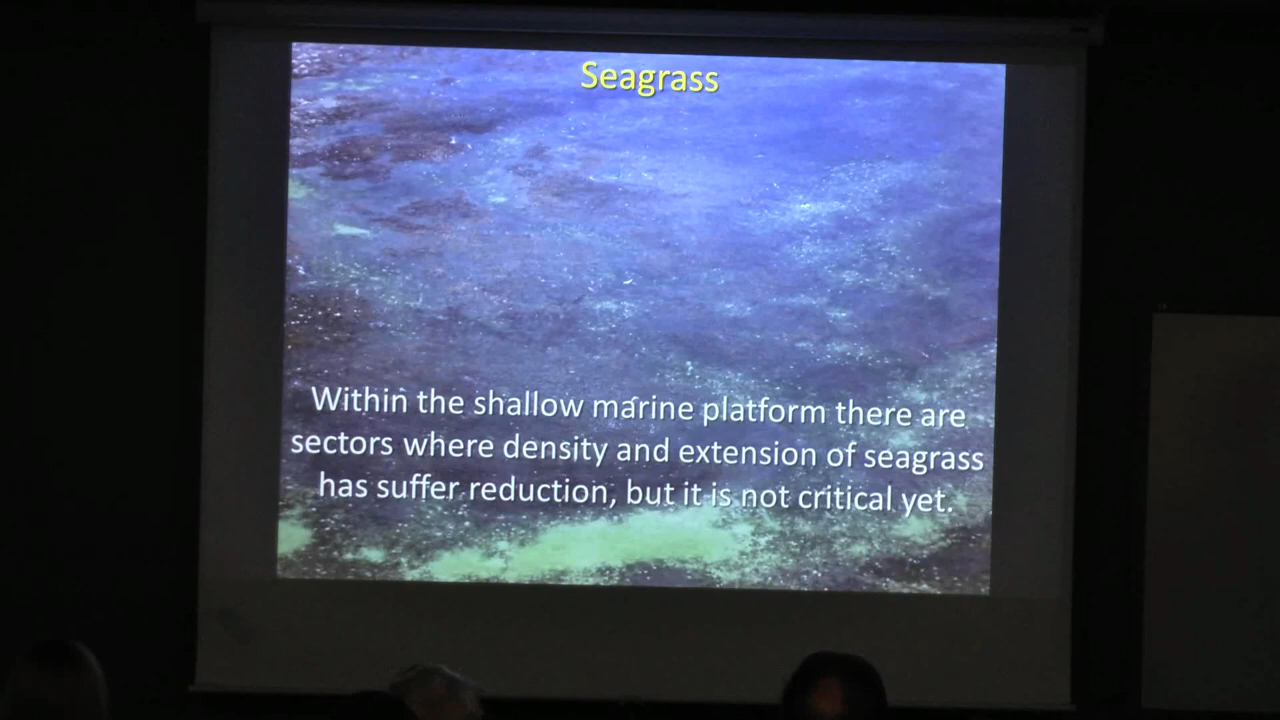 Seagrass
Within the shallow marine platform there are
sectors where density and extension of seagrass
has suffer reduction, but it is not critical yet.